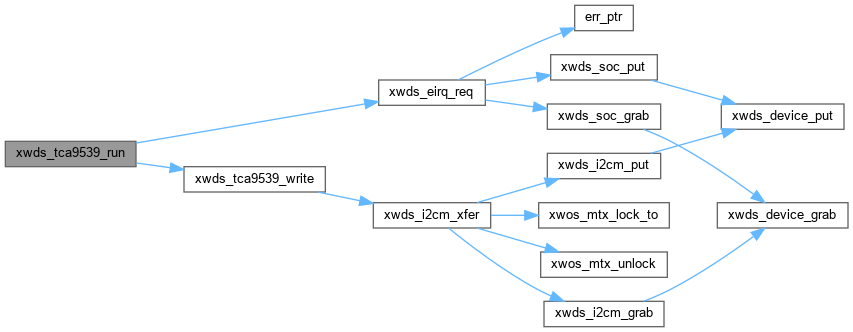 xwds_tca9539_run
xwds_eirq_req
xwds_tca9539_write
xwds_i2cm_xfer
err_ptr
xwds_soc_put
xwds_soc_grab
xwds_i2cm_put
xwos_mtx_lock_to
xwos_mtx_unlock
xwds_i2cm_grab
xwds_device_put
xwds_device_grab